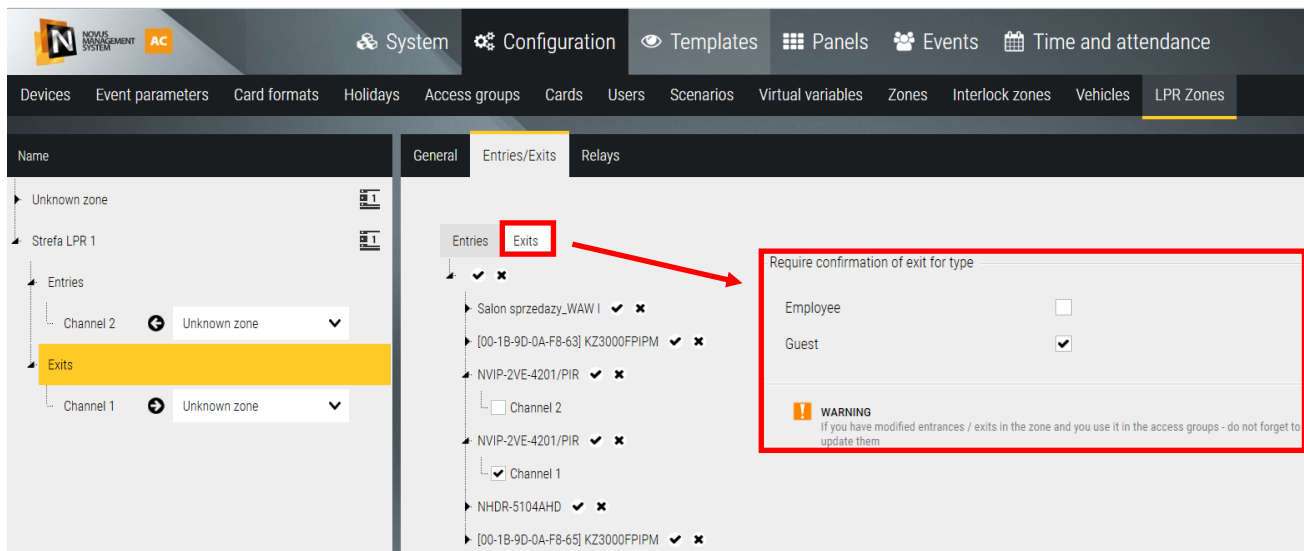 NOVUS
MANAGEMENT
SYSTEM
AC
System Configuration Templates Panels Events Time and attendance
Devices Event parameters Card formats Holidays Access groups Cards Users Scenarios Virtual variables Zones Interlock zones Vehicles LPR Zones
Name
General Entries/Exits Relays
Unknown zone 1
Strefa LPR 1 1
Entries
Channel 2 Unknown zone
Exits
Channel 1 Unknown zone
Entries Exits
Salon sprzedazy_WAW I
[00-1B-9D-0A-F8-63] KZ3000FPIPM
NVIP-2VE-4201/PIR
Channel 2
NVIP-2VE-4201/PIR
Channel 1
NHDR-5104AHD
[00-1B-9D-0A-F8-65] KZ3000FPIPM
Require confirmation of exit for type
Employee
Guest
WARNING
If you have modified entrances / exits in the zone and you use it in the access groups - do not forget to
update them